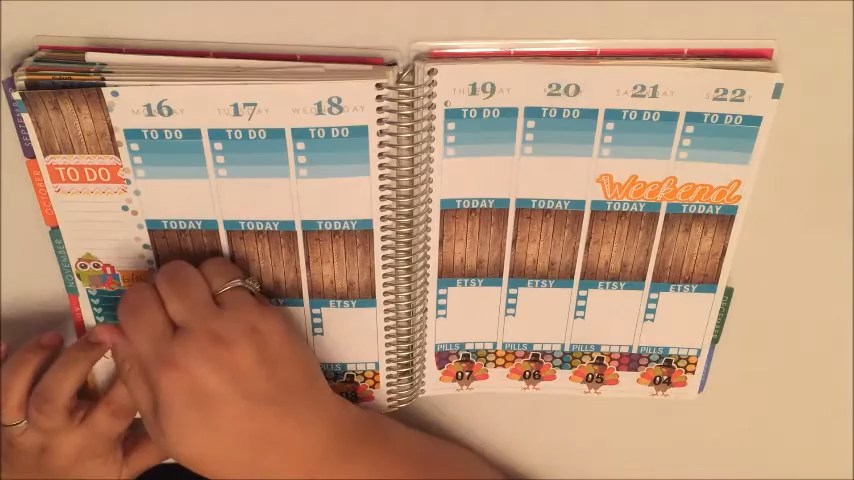 16 17 18 19 20 21 22
TO DO TO DO TO DO TO DO TO DO TO DO TO DO
TO DO
Weekend
TODAY TODAY TODAY TODAY TODAY TODAY TODAY
ETSY ETSY ETSY ETSY ETSY
PILLS PILLS PILLS PILLS PILLS
08 07 06 05 04
SEPTEMBER
OCTOBER
NOVEMBER
DECEMBER